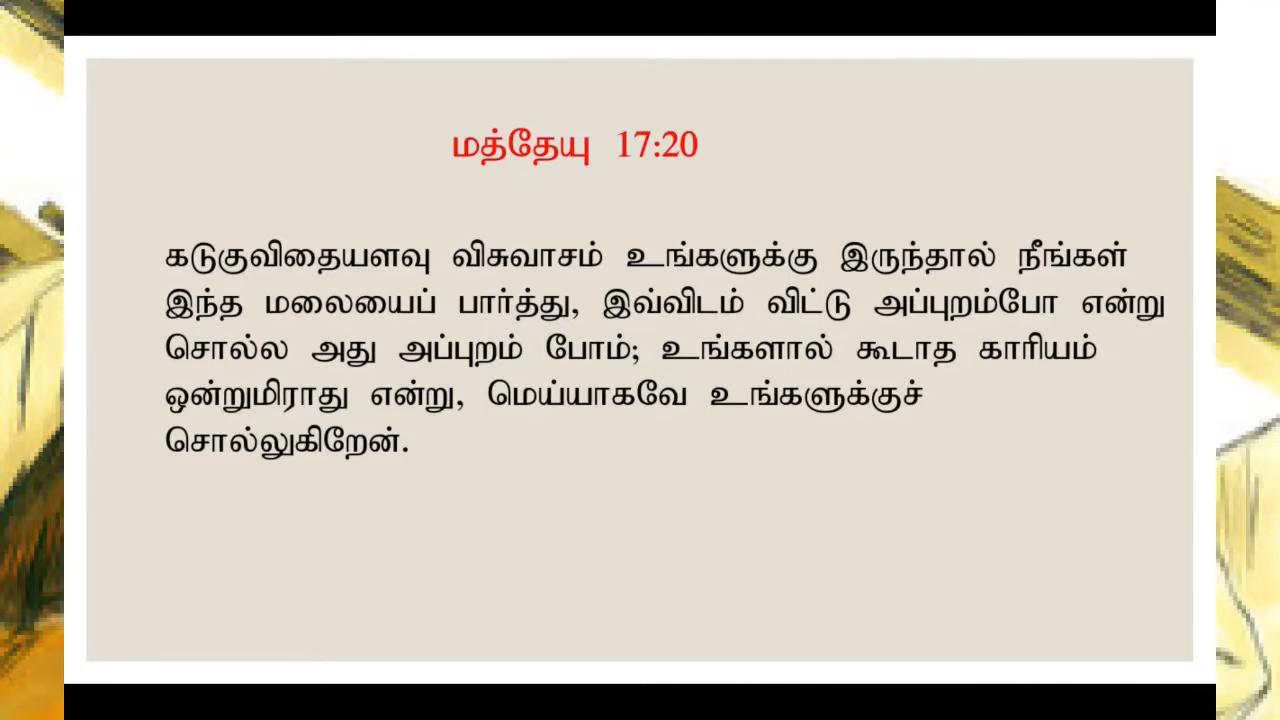 மத்தேயு 17:20
கடுகுவிதையளவு விசுவாசம் உங்களுக்கு இருந்தால் நீங்கள்
இந்த மலையைப் பார்த்து, இவ்விடம் விட்டு அப்புறம்போ என்று
சொல்ல அது அப்புறம் போம்; உங்களால் கூடாத காரியம்
ஒன்றுமிராது என்று, மெய்யாகவே உங்களுக்குச்
சொல்லுகிறேன்.